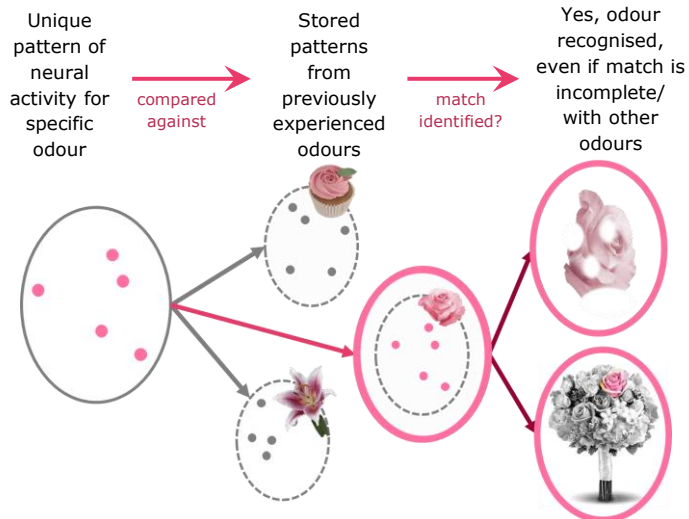 Unique
pattern of
neural
activity for
specific
odour
compared
against
Stored
patterns
from
previously
experienced
odours
match
identified?
Yes, odour
recognised,
even if match is
incomplete/
with other
odours